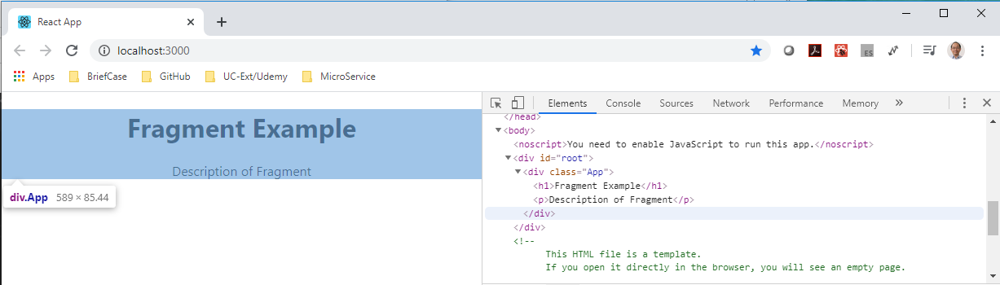 React App
localhost:3000
ES
Apps BriefCase GitHub UC-Ext/Udemy MicroService
Fragment Example
Description of Fragment
div.App 589 × 85.44
Elements Console Sources Network Performance Memory »
</head>
<body>
<noscript>You need to enable JavaScript to run this app.</noscript>
<div id="root">
<div class="App">
<h1>Fragment Example</h1>
<p>Description of Fragment</p>
</div>
</div>
<!--
This HTML file is a template.
If you open it directly in the browser, you will see an empty page.